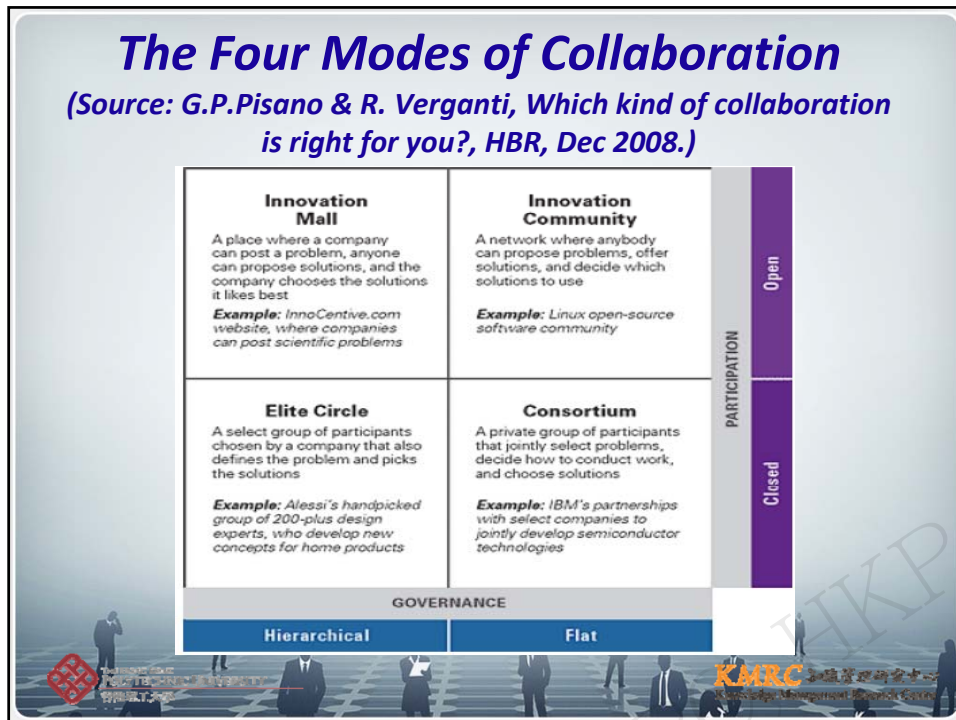 The Four Modes of Collaboration
(Source: G.P.Pisano & R. Verganti, Which kind of collaboration
is right for you?, HBR, Dec 2008.)
Innovation
Mall
A place where a company
can post a problem, anyone
can propose solutions, and the
company chooses the solutions
it likes best
Example: InnoCentive.com
website, where companies
can post scientific problems
Innovation
Community
A network where anybody
can propose problems, offer
solutions, and decide which
solutions to use
Example: Linux open-source
software community
Open
PARTICIPATION
Elite Circle
A select group of participants
chosen by a company that also
defines the problem and picks
the solutions
Example: Alessi's handpicked
group of 200-plus design
experts, who develop new
concepts for home products
Consortium
A private group of participants
that jointly select problems,
decide how to conduct work,
and choose solutions
Example: IBM's partnerships
with select companies to
jointly develop semiconductor
technologies
Closed
GOVERNANCE
Hierarchical
Flat
HKP
POLYTECHNIC UNIVERSITY
KMRC
Knowledge Management Research Centre